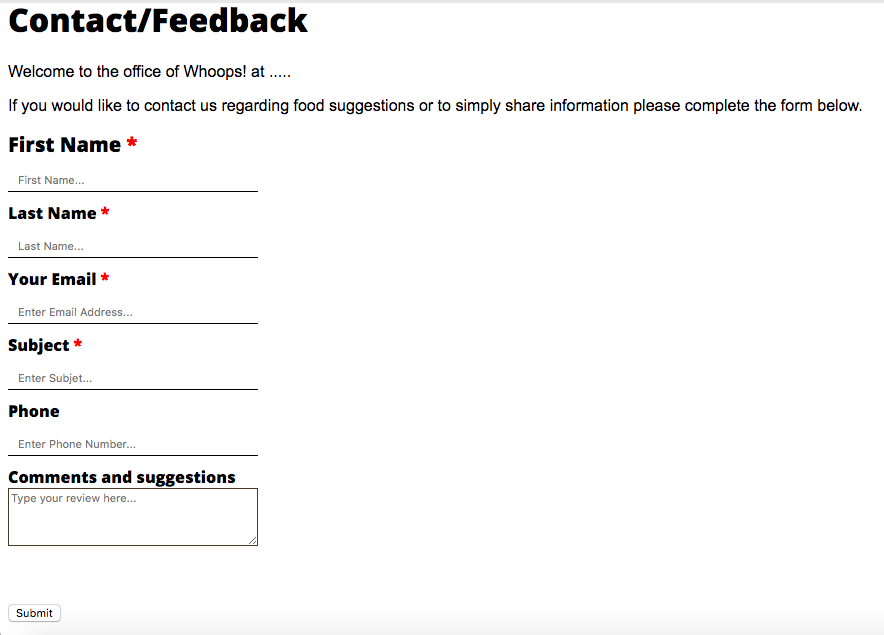 Contact/Feedback
Welcome to the office of Whoops! at .....
If you would like to contact us regarding food suggestions or to simply share information please complete the form below.
First Name *
First Name...
Last Name *
Last Name...
Your Email *
Enter Email Address...
Subject *
Enter Subjet...
Phone
Enter Phone Number...
Comments and suggestions
Type your review here...
Submit